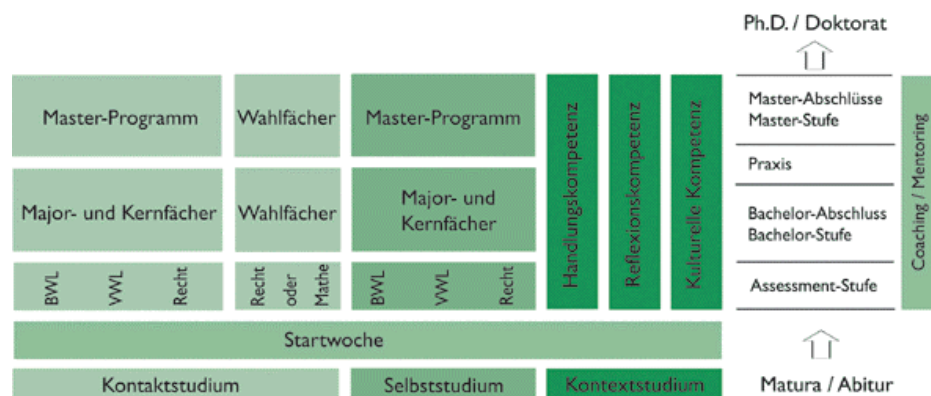 Ph.D. / Doktorat
Master-Programm
Wahlfächer
Master-Programm
Handlungskompetenz
Reflexionskompetenz
Kulturelle Kompetenz
Master-Abschlüsse
Master-Stufe
Praxis
Coaching / Mentoring
Major- und Kernfächer
Wahlfächer
Major- und
Kernfächer
Bachelor-Abschluss
Bachelor-Stufe
BWL
VWL
Recht
Recht
oder
Mathe
BWL
VWL
Recht
Assessment-Stufe
Startwoche
Kontaktstudium
Selbststudium
Kontextstudium
Matura / Abitur